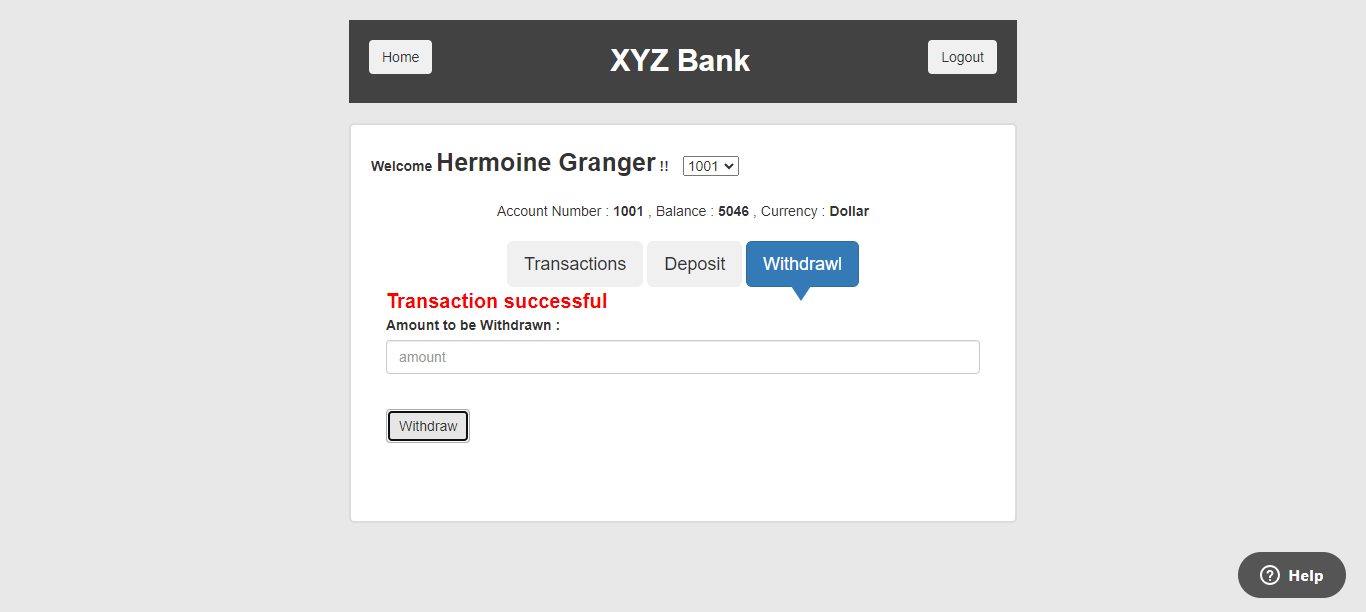 Home
XYZ Bank
Logout
Welcome Hermoine Granger !! 1001
Account Number : 1001 , Balance : 5046 , Currency : Dollar
Transactions
Deposit
Withdrawl
Transaction successful
Amount to be Withdrawn :
amount
Withdraw
Help